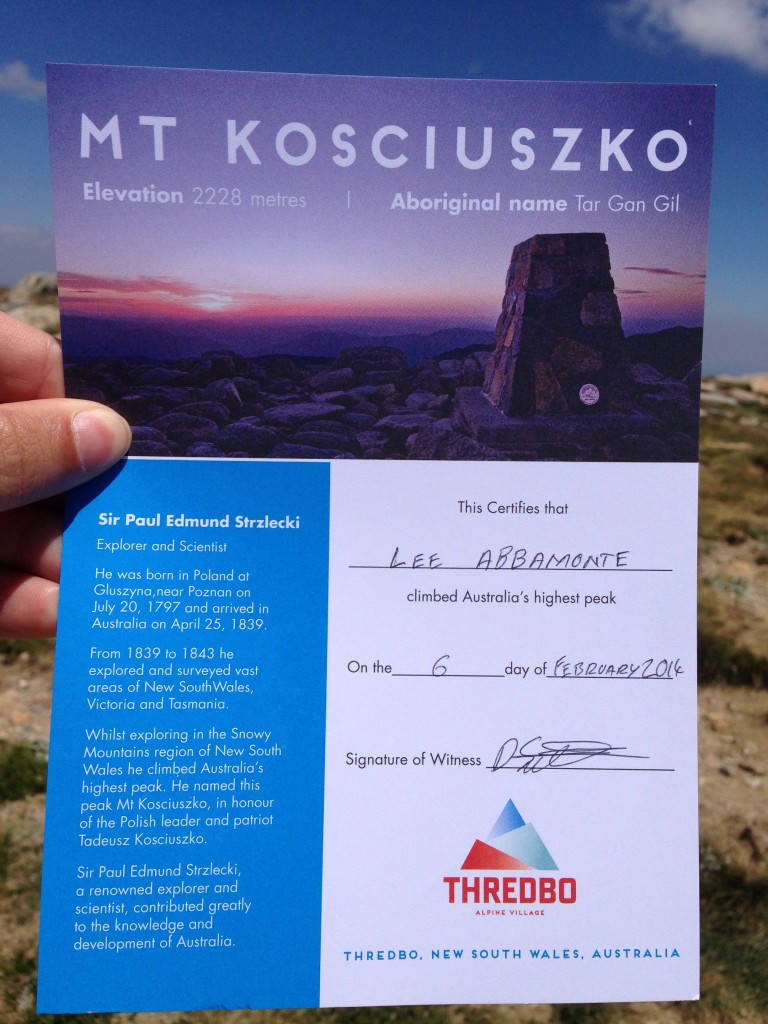 MT KOSCIUSZKO
Elevation 2228 metres | Aboriginal name Tar Gan Gil
Sir Paul Edmund Strzlecki
Explorer and Scientist
He was born in Poland at
Gluszyna,near Poznan on
July 20, 1797 and arrived in
Australia on April 25, 1839.
From 1839 to 1843 he
explored and surveyed vast
areas of New SouthWales,
Victoria and Tasmania.
Whilst exploring in the Snowy
Mountains region of New South
Wales he climbed Australia's
highest peak. He named this
peak Mt Kosciuszko, in honour
of the Polish leader and patriot
Tadeusz Kosciuszko.
Sir Paul Edmund Strzlecki,
a renowned explorer and
scientist, contributed greatly
to the knowledge and
development of Australia.
This Certifies that
LEE ABBAMONTE
climbed Australia's highest peak
On the 6 day of FEBRUARY 2014
Signature of Witness
THREDBO
ALPINE VILLAGE
THREDBO, NEW SOUTH WALES, AUSTRALIA